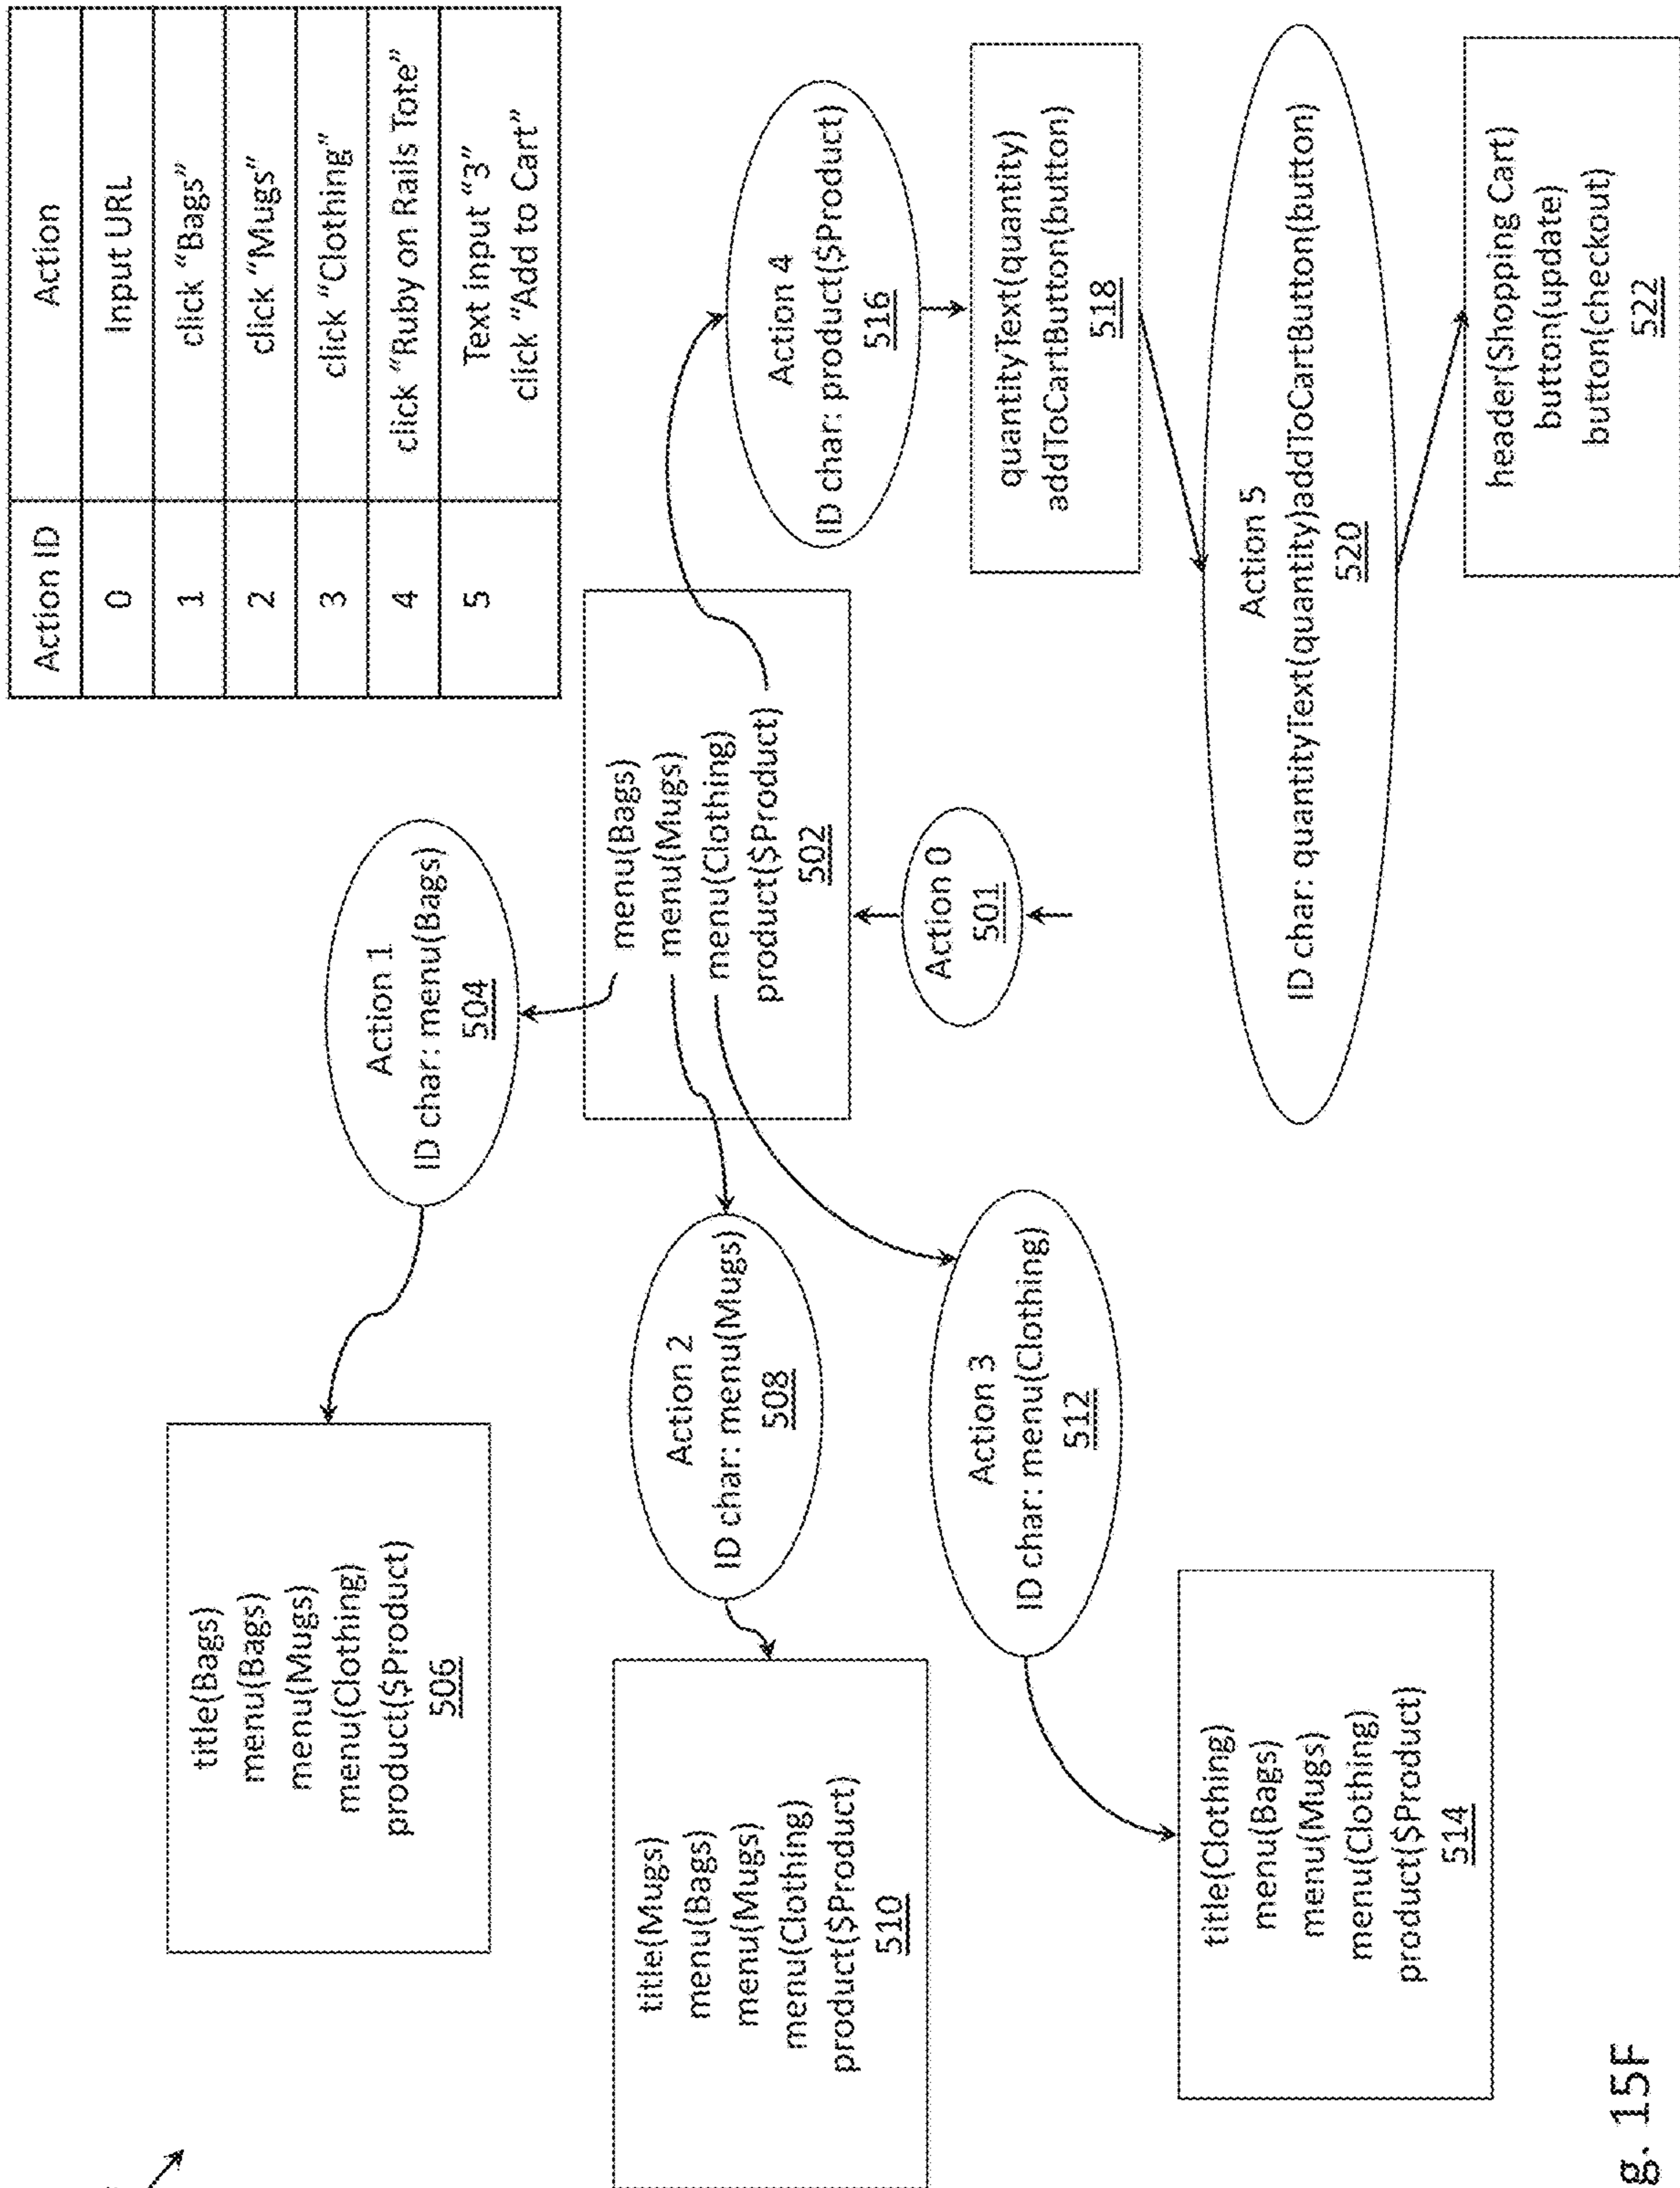 Action ID Action
0 Input URL
1 click “Bags”
2 click “Mugs”
3 click “Clothing”
4 click “Ruby on Rails Tote”
5 Text input “3”
click “Add to Cart”
title(Bags)
menu(Bags)
menu(Mugs)
menu(Clothing)
product($Product)
506
Action 1
ID char: menu(Bags)
504
title(Mugs)
menu(Bags)
menu(Mugs)
menu(Clothing)
product($Product)
510
Action 2
ID char: menu(Mugs)
508
menu(Bags)
menu(Mugs)
menu(Clothing)
product($Product)
502
Action 4
ID char: product($Product)
516
Action 0
501
Action 3
ID char: menu(Clothing)
512
quantityText(quantity)
addToCartButton(button)
518
title(Clothing)
menu(Bags)
menu(Mugs)
menu(Clothing)
product($Product)
514
Action 5
ID char: quantityText(quantity)addToCartButton(button)
520
header(Shopping Cart)
button(update)
button(checkout)
522
g. 15F